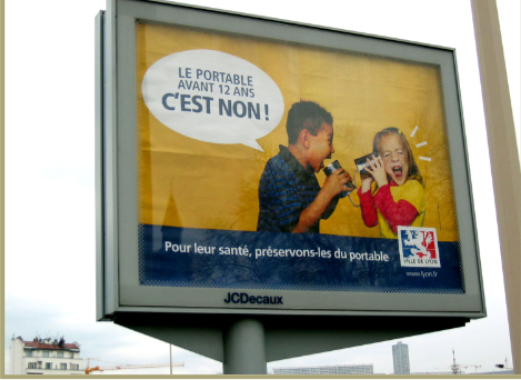 LE PORTABLE
AVANT 12 ANS
C'EST NON !
Pour leur santé, préservons-les du portable
VILLE DE LYON
www.lyon.fr
JCDecaux